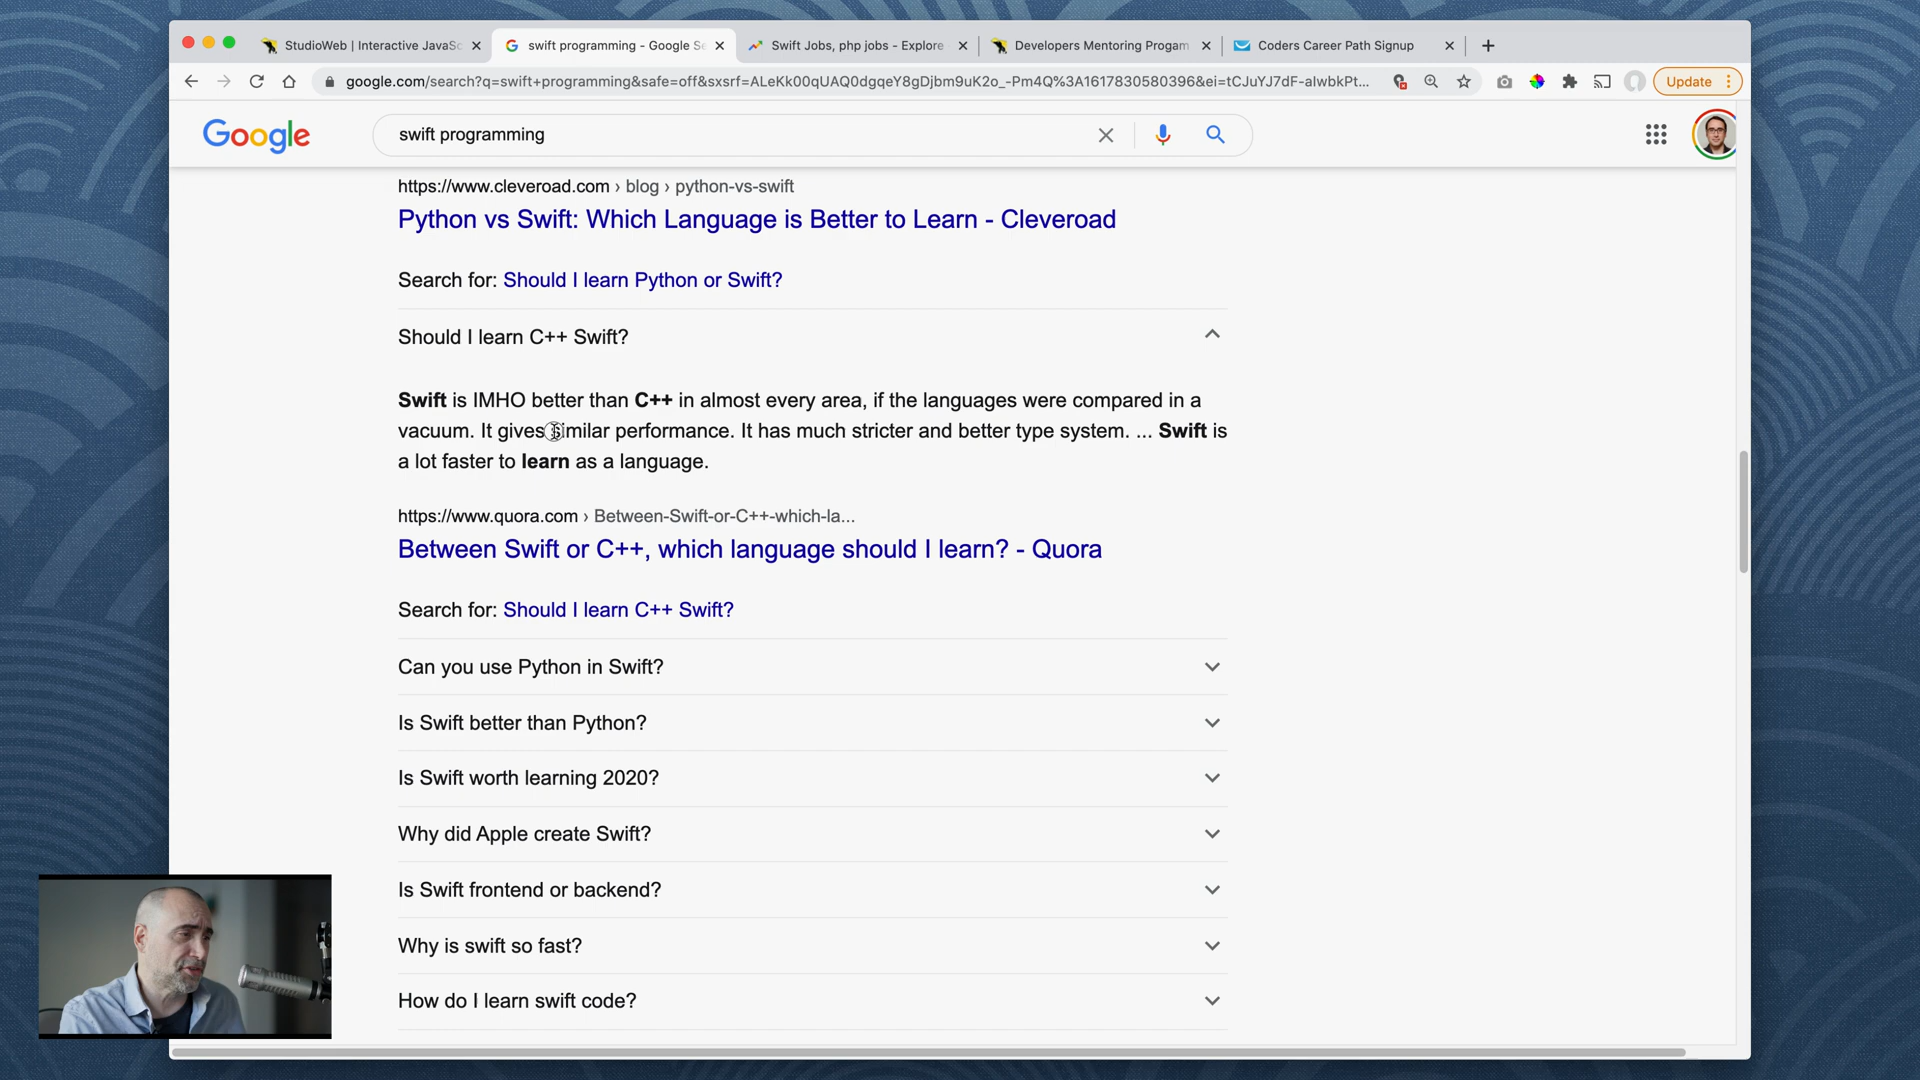 StudioWeb | Interactive JavaSc
swift programming - Google Se
Swift Jobs, php jobs - Explore
Developers Mentoring Progam
Coders Career Path Signup
google.com/search?q=swift+programming&safe=off&sxsrf=ALeKk00qUAQ0dgqeY8gDjbm9uK2o_-Pm4Q%3A1617830580396&ei=tCJuYJ7dF-alwbkPt...
Update
Google
swift programming
https://www.cleveroad.com › blog › python-vs-swift
Python vs Swift: Which Language is Better to Learn - Cleveroad
Search for: Should I learn Python or Swift?
Should I learn C++ Swift?
Swift is IMHO better than C++ in almost every area, if the languages were compared in a
vacuum. It gives similar performance. It has much stricter and better type system. ... Swift is
a lot faster to learn as a language.
https://www.quora.com › Between-Swift-or-C++-which-la...
Between Swift or C++, which language should I learn? - Quora
Search for: Should I learn C++ Swift?
Can you use Python in Swift?
Is Swift better than Python?
Is Swift worth learning 2020?
Why did Apple create Swift?
Is Swift frontend or backend?
Why is swift so fast?
How do I learn swift code?